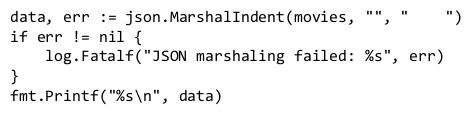 data, err := json.MarshalIndent(movies, "", "    ")
if err != nil {
    log.Fatalf("JSON marshaling failed: %s", err)
}
fmt.Printf("%s\n", data)